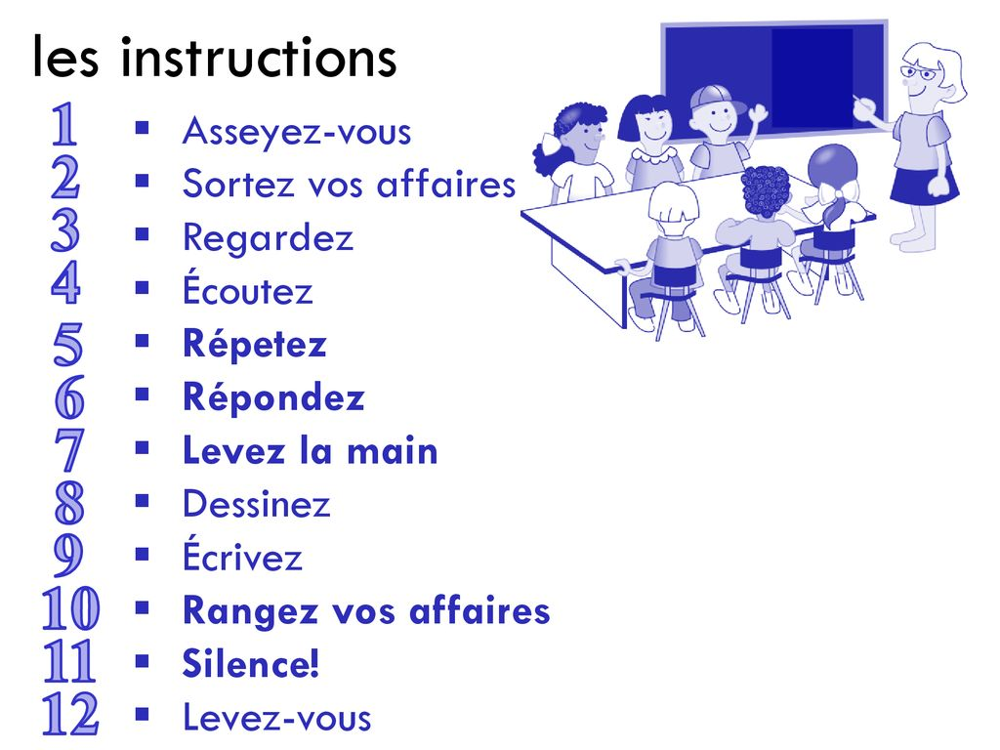 les instructions
1 ▪ Asseyez-vous
2 ▪ Sortez vos affaires
3 ▪ Regardez
4 ▪ Écoutez
5 ▪ Répetez
6 ▪ Répondez
7 ▪ Levez la main
8 ▪ Dessinez
9 ▪ Écrivez
10 ▪ Rangez vos affaires
11 ▪ Silence!
12 ▪ Levez-vous